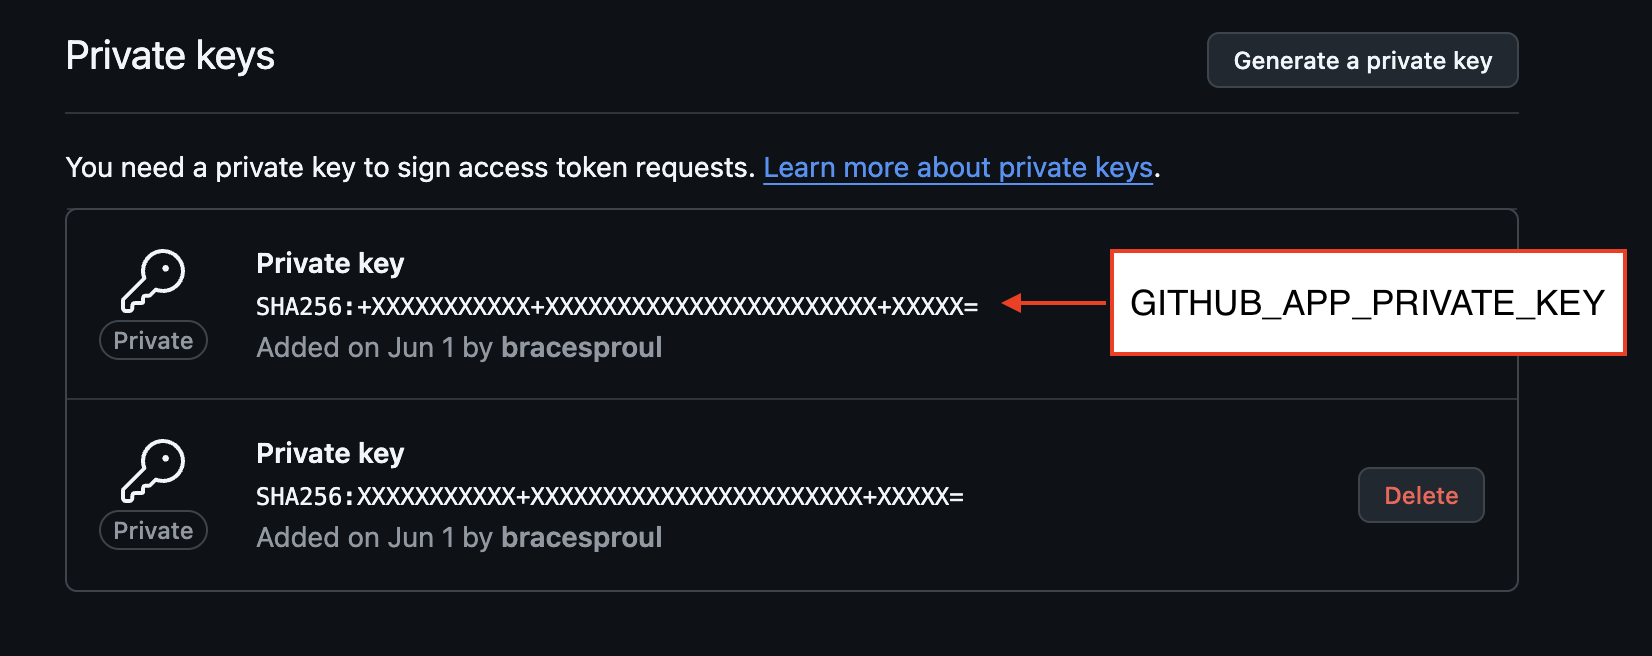 Private keys
Generate a private key
You need a private key to sign access token requests. Learn more about private keys.
Private key
SHA256:+XXXXXXXXXXX+XXXXXXXXXXXXXXXXXXXXXXX+XXXXX=
GITHUB_APP_PRIVATE_KEY
Private
Added on Jun 1 by bracesproul
Private key
SHA256:XXXXXXXXXXX+XXXXXXXXXXXXXXXXXXXXXXX+XXXXX=
Delete
Private
Added on Jun 1 by bracesproul